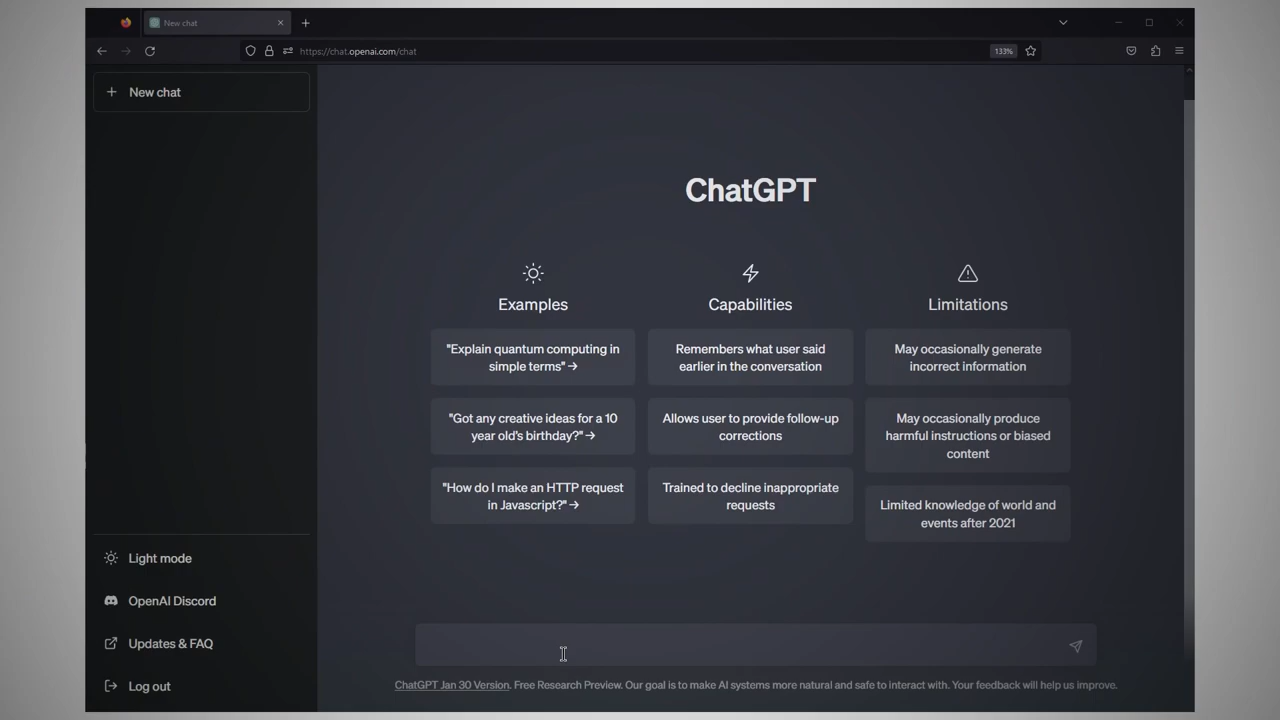 New chat
https://chat.openai.com/chat
133%
New chat
ChatGPT
Examples
Capabilities
Limitations
"Explain quantum computing in
simple terms" →
Remembers what user said
earlier in the conversation
May occasionally generate
incorrect information
"Got any creative ideas for a 10
year old's birthday?" →
Allows user to provide follow-up
corrections
May occasionally produce
harmful instructions or biased
content
"How do I make an HTTP request
in Javascript?" →
Trained to decline inappropriate
requests
Limited knowledge of world and
events after 2021
Light mode
OpenAI Discord
Updates & FAQ
Log out
ChatGPT Jan 30 Version. Free Research Preview. Our goal is to make AI systems more natural and safe to interact with. Your feedback will help us improve.